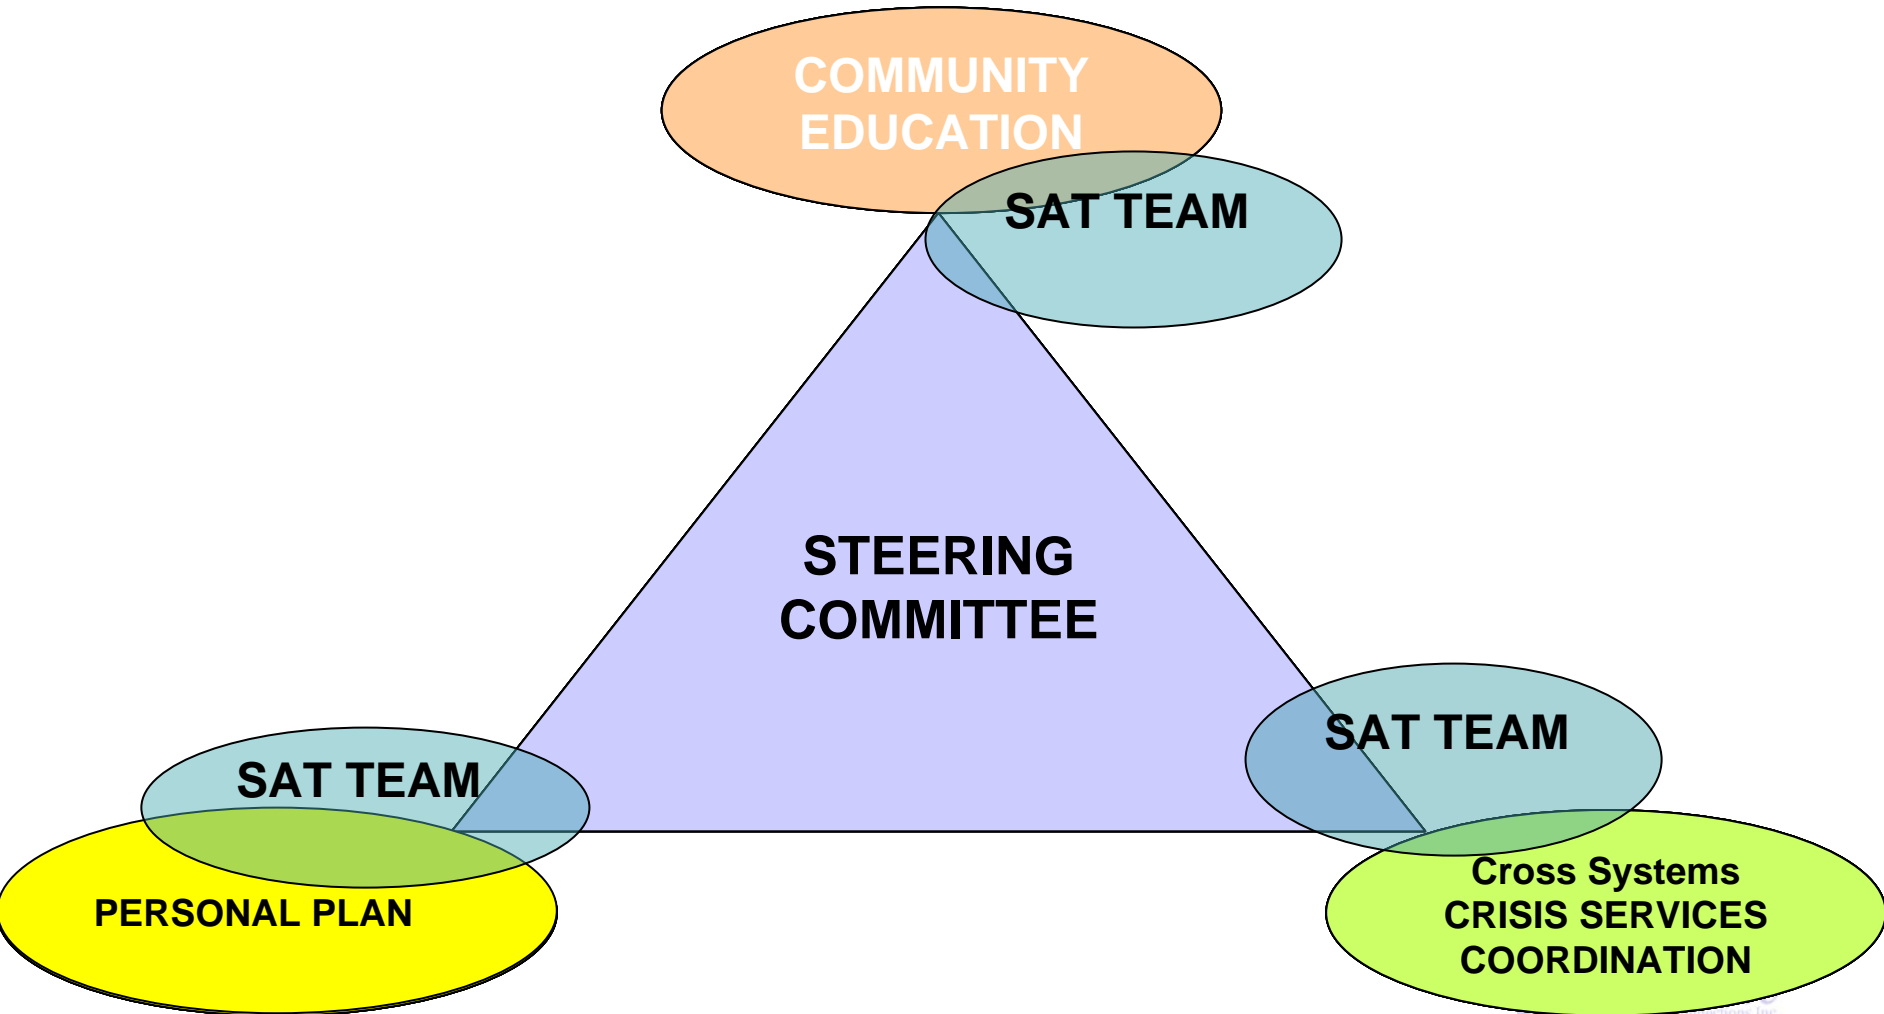 COMMUNITY
EDUCATION
SAT TEAM
STEERING
COMMITTEE
SAT TEAM
SAT TEAM
PERSONAL PLAN
Cross Systems
CRISIS SERVICES
COORDINATION